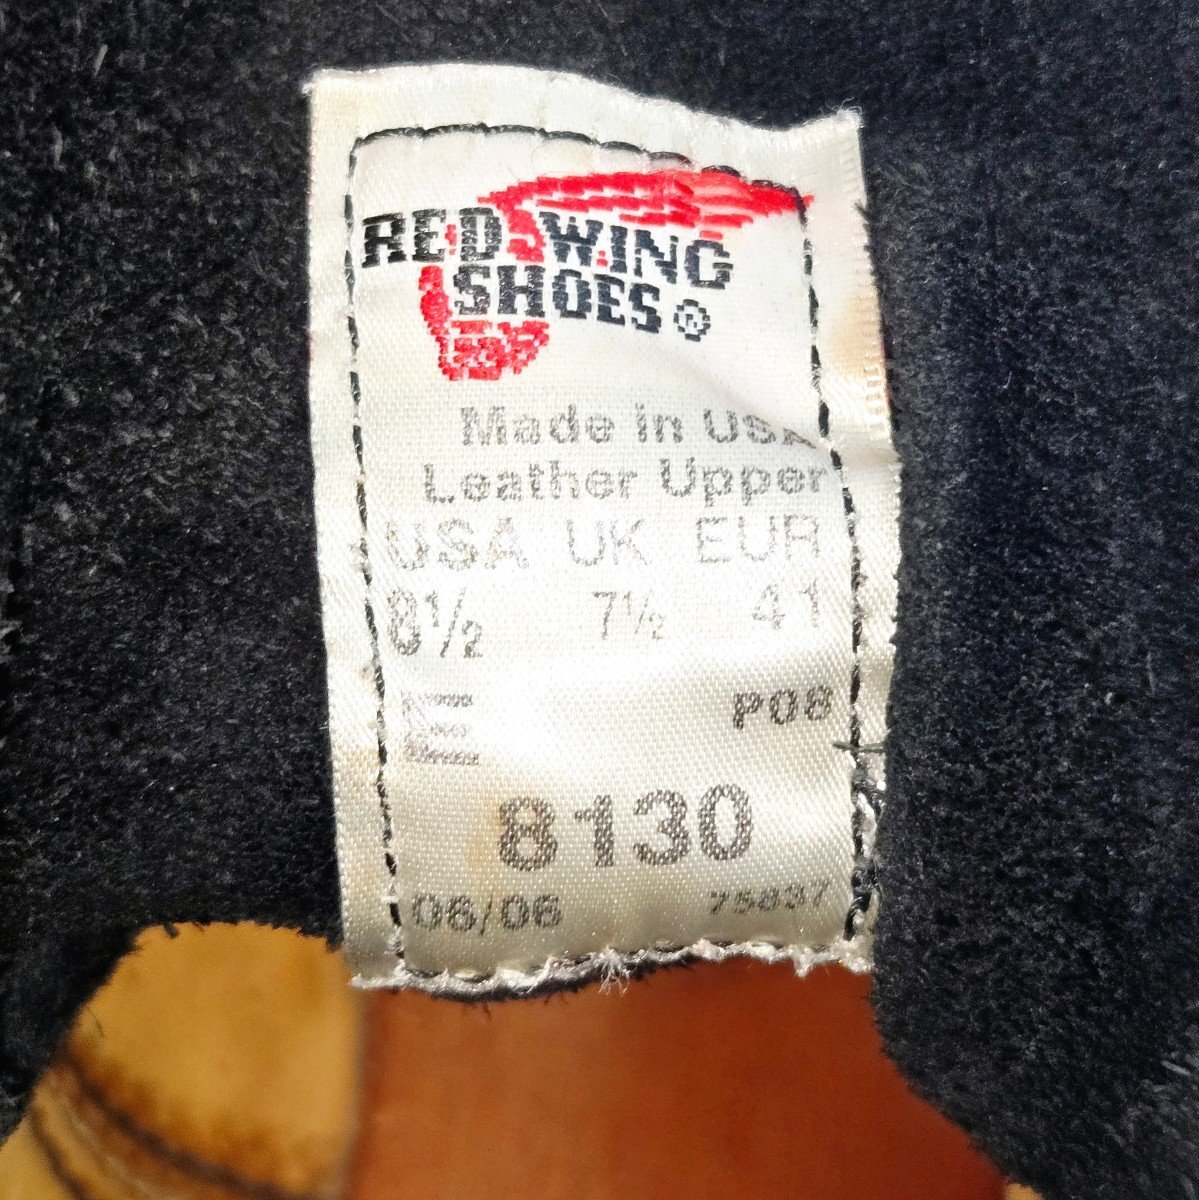 RED WING
SHOES ®
Made in USA
Leather Upper
USA UK EUR
8½ 7½ 41
E P08
8130
06/06 75837